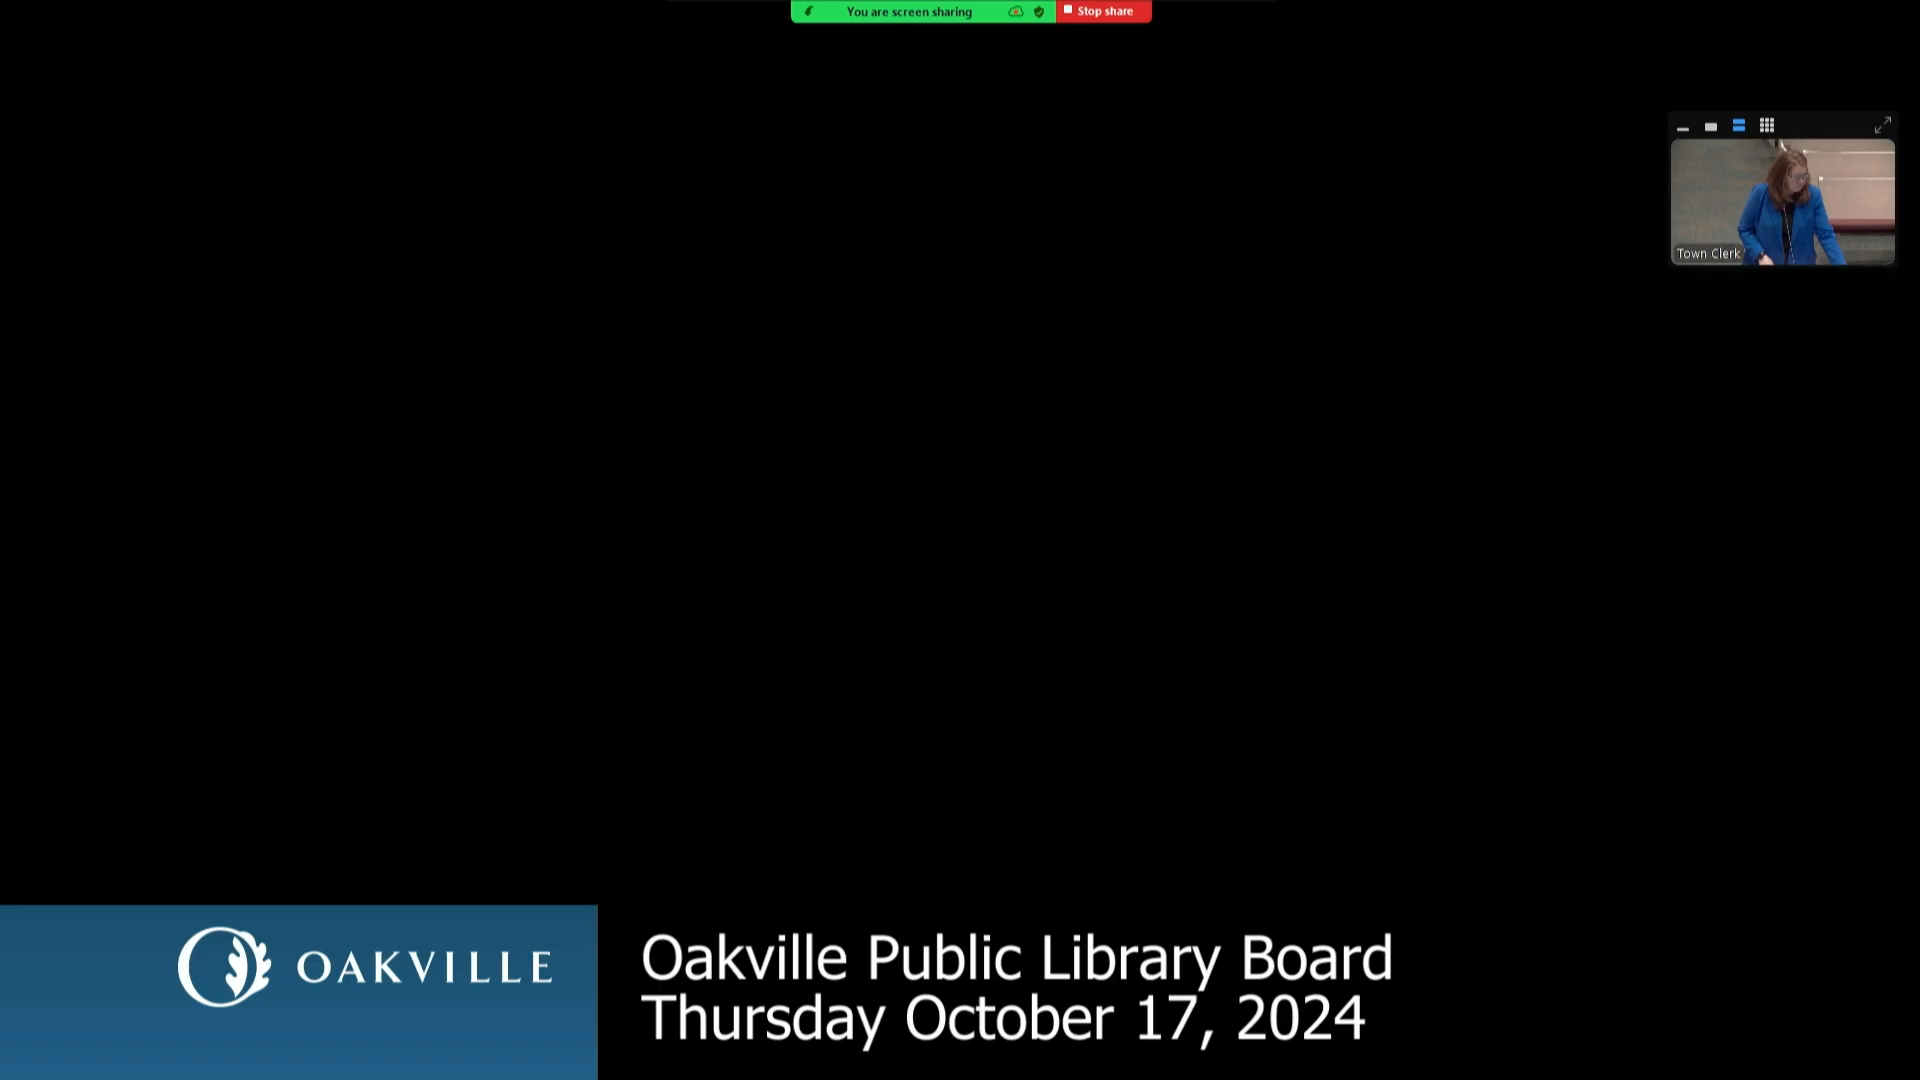 You are screen sharing
Stop share
Town Clerk
OAKVILLE
Oakville Public Library Board
Thursday October 17, 2024